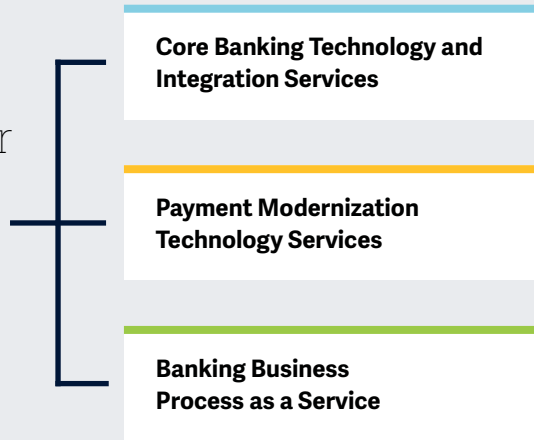 Core Banking Technology and
Integration Services
r
Payment Modernization
Technology Services
Banking Business
Process as a Service